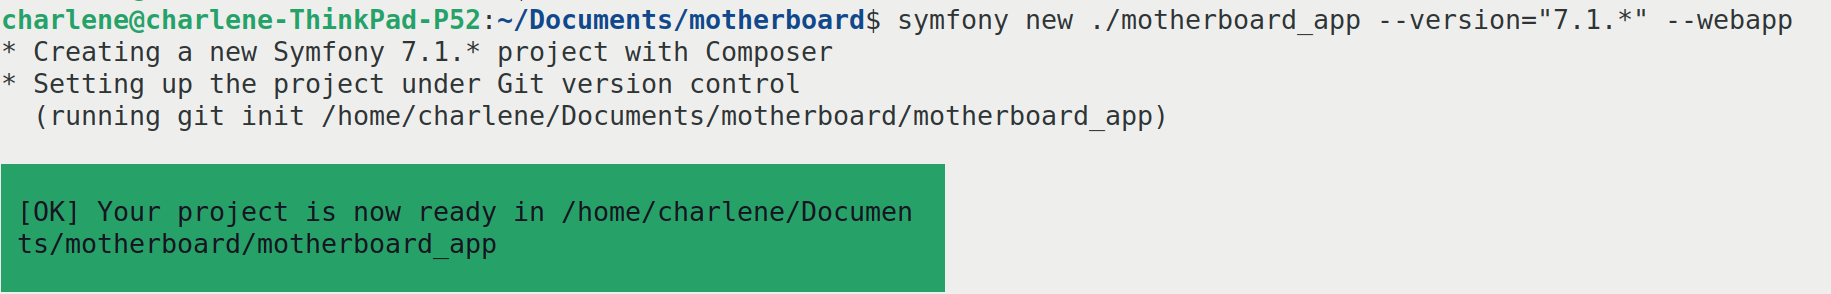 charlene@charlene-ThinkPad-P52:~/Documents/motherboard$ symfony new ./motherboard_app --version="7.1.*" --webapp
* Creating a new Symfony 7.1.* project with Composer
* Setting up the project under Git version control
  (running git init /home/charlene/Documents/motherboard/motherboard_app)
[OK] Your project is now ready in /home/charlene/Documen
ts/motherboard/motherboard_app